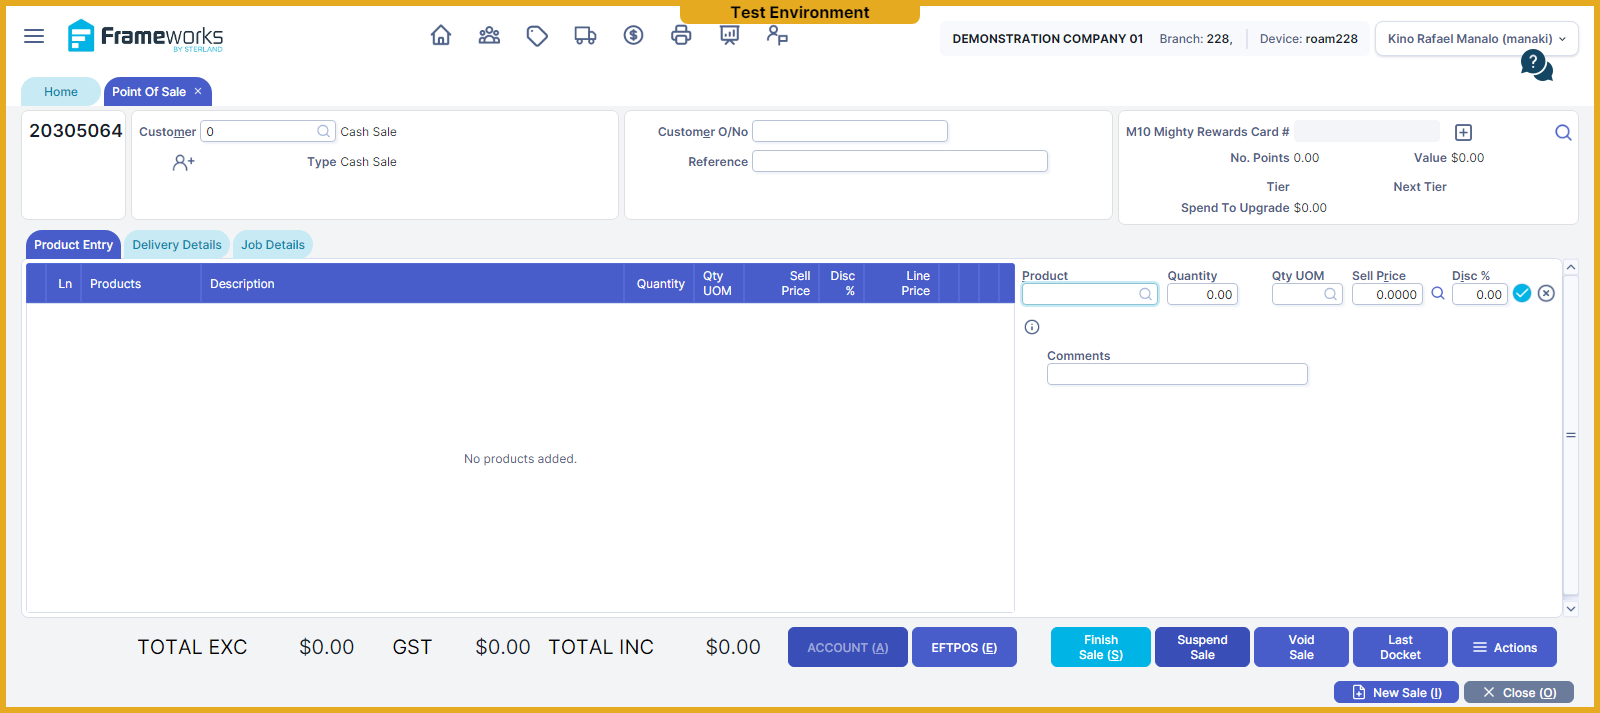 Test Environment
Frameworks
BY STERLAND
DEMONSTRATION COMPANY 01 Branch: 228, Device: roam228
Kino Rafael Manalo (manaki)
?
Home
Point Of Sale ×
20305064
Customer 0 Cash Sale
Type Cash Sale
Customer O/No
Reference
M10 Mighty Rewards Card #
No. Points 0.00 Value $0.00
Tier Next Tier
Spend To Upgrade $0.00
Product Entry
Delivery Details
Job Details
Ln Products Description Quantity Qty UOM Sell Price Disc % Line Price
No products added.
Product Quantity Qty UOM Sell Price Disc %
0.00 0.0000 0.00
Comments
TOTAL EXC $0.00 GST $0.00 TOTAL INC $0.00
ACCOUNT (A)
EFTPOS (E)
Finish Sale (S)
Suspend Sale
Void Sale
Last Docket
Actions
New Sale (I)
Close (O)